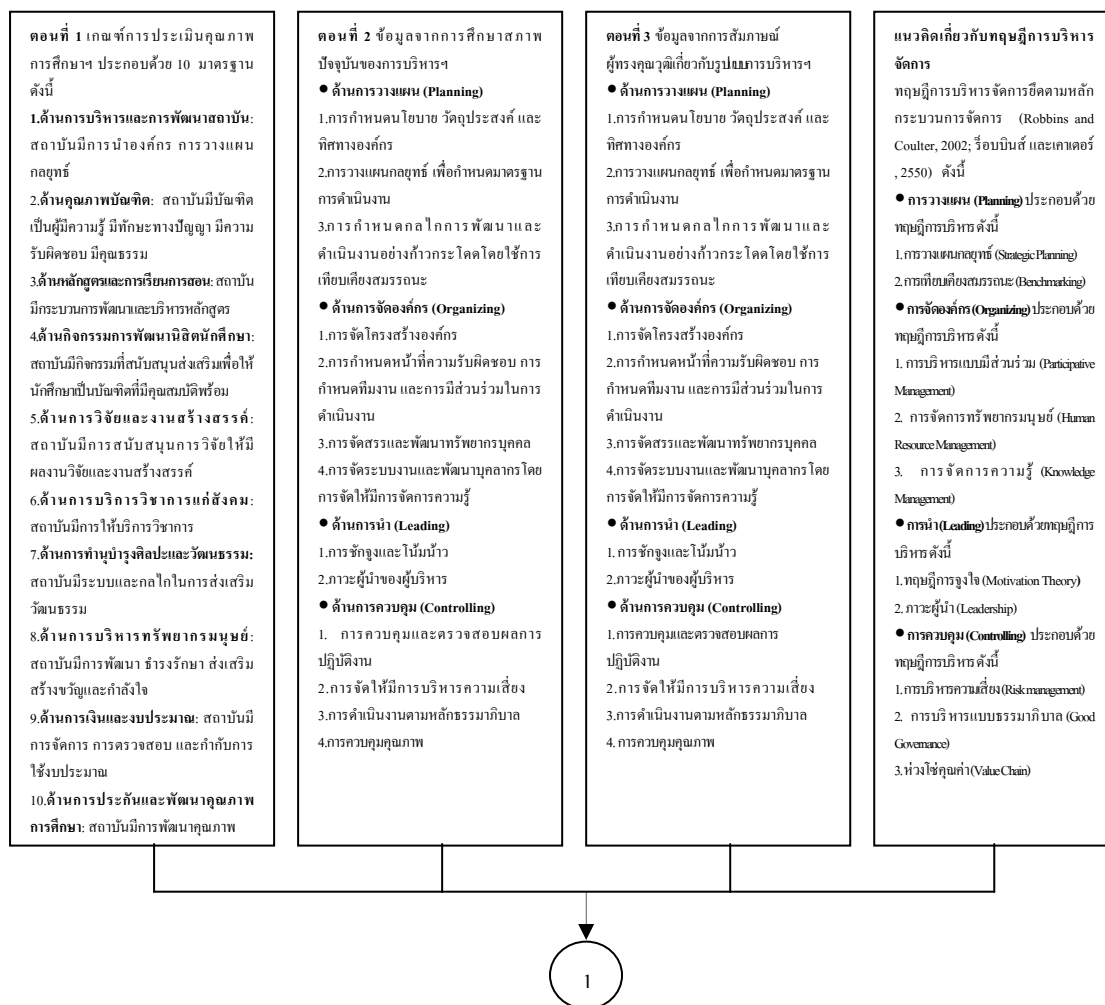 ตอนที่ 1 เกณฑ์การประเมินคุณภาพ
การศึกษาฯ ประกอบด้วย 10 มาตรฐาน
ดังนี้
1.ด้านการบริหารและการพัฒนาสถาบัน:
สถาบันมีการนำองค์กร การวางแผน
กลยุทธ์
2.ด้านคุณภาพบัณฑิต: สถาบันมีบัณฑิต
เป็นผู้มีความรู้ มีทักษะทางปัญญา มีความ
รับผิดชอบ มีคุณธรรม
3.ด้านหลักสูตรและการเรียนการสอน: สถาบัน
มีกระบวนการพัฒนาและบริหารหลักสูตร
4.ด้านกิจกรรมการพัฒนานิสิตนักศึกษา:
สถาบันมีกิจกรรมที่สนับสนุนส่งเสริมเพื่อให้
นักศึกษาเป็นบัณฑิตที่มีคุณสมบัติพร้อม
5.ด้านการวิจัยและงานสร้างสรรค์:
สถาบันมีการสนับสนุนการวิจัยให้มี
ผลงานวิจัยและงานสร้างสรรค์
6.ด้านการบริการวิชาการแก่สังคม:
สถาบันมีการให้บริการวิชาการ
7.ด้านการทำนุบำรุงศิลปะและวัฒนธรรม:
สถาบันมีระบบและกลไกในการส่งเสริม
วัฒนธรรม
8.ด้านการบริหารทรัพยากรมนุษย์:
สถาบันมีการพัฒนา ธำรงรักษา ส่งเสริม
สร้างขวัญและกำลังใจ
9.ด้านการเงินและงบประมาณ: สถาบันมี
การจัดการ การตรวจสอบ และกำกับการ
ใช้งบประมาณ
10.ด้านการประกันและพัฒนาคุณภาพ
การศึกษา: สถาบันมีการพัฒนาคุณภาพ
ตอนที่ 2 ข้อมูลจากการศึกษาสภาพ
ปัจจุบันของการบริหารฯ
● ด้านการวางแผน (Planning)
1.การกำหนดนโยบาย วัตถุประสงค์ และ
ทิศทางองค์กร
2.การวางแผนกลยุทธ์ เพื่อกำหนดมาตรฐาน
การดำเนินงาน
3.การกำหนดกลไกการพัฒนาและ
ดำเนินงานอย่างก้าวกระโดดโดยใช้การ
เทียบเคียงสมรรถนะ
● ด้านการจัดองค์กร (Organizing)
1.การจัดโครงสร้างองค์กร
2.การกำหนดหน้าที่ความรับผิดชอบ การ
กำหนดทีมงาน และการมีส่วนร่วมในการ
ดำเนินงาน
3.การจัดสรรและพัฒนาทรัพยากรบุคคล
4.การจัดระบบงานและพัฒนาบุคลากรโดย
การจัดให้มีการจัดการความรู้
● ด้านการนำ (Leading)
1.การชักจูงและโน้มน้าว
2.ภาวะผู้นำของผู้บริหาร
● ด้านการควบคุม (Controlling)
1. การควบคุมและตรวจสอบผลการ
ปฏิบัติงาน
2.การจัดให้มีการบริหารความเสี่ยง
3.การดำเนินงานตามหลักธรรมาภิบาล
4.การควบคุมคุณภาพ
ตอนที่ 3 ข้อมูลจากการสัมภาษณ์
ผู้ทรงคุณวุฒิเกี่ยวกับรูปแบบการบริหารฯ
● ด้านการวางแผน (Planning)
1.การกำหนดนโยบาย วัตถุประสงค์ และ
ทิศทางองค์กร
2.การวางแผนกลยุทธ์ เพื่อกำหนดมาตรฐาน
การดำเนินงาน
3.การกำหนดกลไกการพัฒนาและ
ดำเนินงานอย่างก้าวกระโดดโดยใช้การ
เทียบเคียงสมรรถนะ
● ด้านการจัดองค์กร (Organizing)
1.การจัดโครงสร้างองค์กร
2.การกำหนดหน้าที่ความรับผิดชอบ การ
กำหนดทีมงาน และการมีส่วนร่วมในการ
ดำเนินงาน
3.การจัดสรรและพัฒนาทรัพยากรบุคคล
4.การจัดระบบงานและพัฒนาบุคลากรโดย
การจัดให้มีการจัดการความรู้
● ด้านการนำ (Leading)
1.การชักจูงและโน้มน้าว
2.ภาวะผู้นำของผู้บริหาร
● ด้านการควบคุม (Controlling)
1.การควบคุมและตรวจสอบผลการ
ปฏิบัติงาน
2.การจัดให้มีการบริหารความเสี่ยง
3.การดำเนินงานตามหลักธรรมาภิบาล
4.การควบคุมคุณภาพ
แนวคิดเกี่ยวกับทฤษฎีการบริหาร
จัดการ
ทฤษฎีการบริหารจัดการยึดตามหลัก
กระบวนการจัดการ (Robbins and
Coulter, 2002; ร็อบบินส์ และเคาเตอร์
, 2550) ดังนี้
● การวางแผน (Planning) ประกอบด้วย
ทฤษฎีการบริหารดังนี้
1.การวางแผนกลยุทธ์ (Strategic Planning)
2.การเทียบเคียงสมรรถนะ (Benchmarking)
● การจัดองค์กร (Organizing) ประกอบด้วย
ทฤษฎีการบริหารดังนี้
1. การบริหารแบบมีส่วนร่วม (Participative
Management)
2. การจัดการทรัพยากรมนุษย์ (Human
Resource Management)
3. การจัดการความรู้ (Knowledge
Management)
● การนำ (Leading) ประกอบด้วยทฤษฎีการ
บริหารดังนี้
1.ทฤษฎีการจูงใจ (Motivation Theory)
2. ภาวะผู้นำ (Leadership)
● การควบคุม (Controlling) ประกอบด้วย
ทฤษฎีการบริหารดังนี้
1.การบริหารความเสี่ยง (Risk management)
2. การบริหารแบบธรรมาภิบาล (Good
Governance)
3.ห่วงโซ่คุณค่า (Value Chain)
1